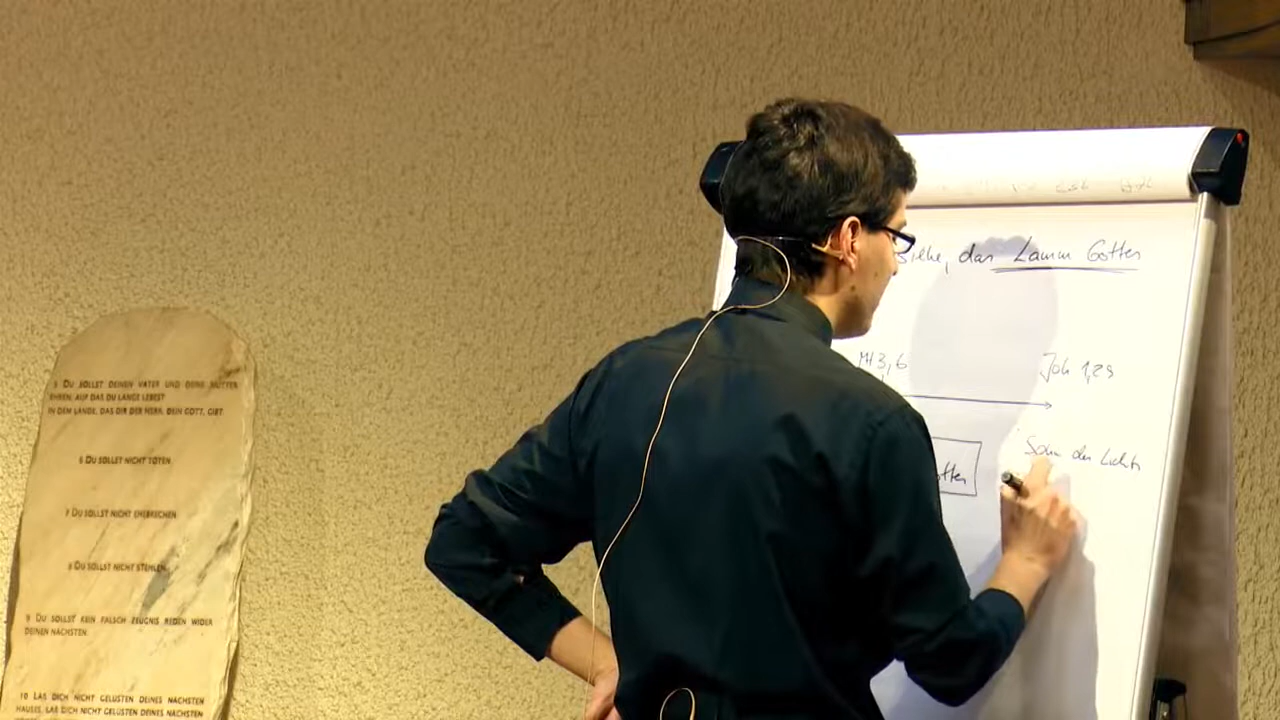 5 DU SOLLST DEINEN VATER UND DEINE MUTTER
EHREN, AUF DAS DU LANGE LEBEST
IN DEM LANDE, DAS DIR DER HERR, DEIN GOTT, GIBT.
6 DU SOLLST NICHT TÖTEN.
7 DU SOLLST NICHT EHEBRECHEN
8 DU SOLLST NICHT STEHLEN.
9 DU SOLLST KEIN FALSCH ZEUGNIS REDEN WIDER
DEINEN NÄCHSTEN.
10 LAß DICH NICHT GELÜSTEN DEINES NÄCHSTEN
HAUSES, LAß DICH NICHT GELÜSTEN DEINES NÄCHSTEN
Siehe, das Lamm Gottes
Mt 3,6 Joh 1,29
Sohn des Lichts